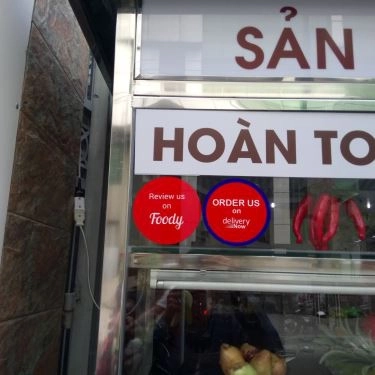 SẢN
HOÀN TO
Review us
on
Foody
ORDER US
on
delivery
Now